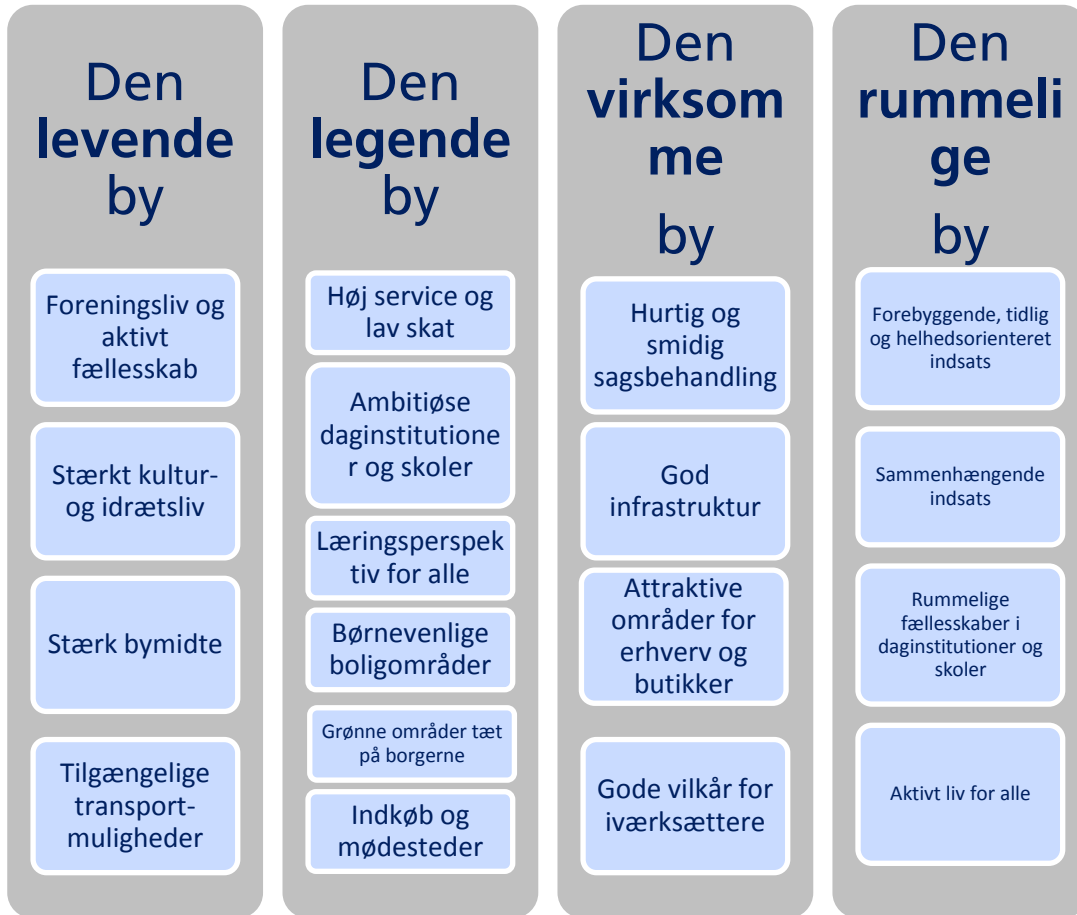 Den
levende
by
Foreningsliv og
aktivt
fællesskab
Stærkt kultur-
og idrætsliv
Stærk bymidte
Tilgængelige
transport-
muligheder
Den
legende
by
Høj service og
lav skat
Ambitiøse
daginstitutione
r og skoler
Læringsperspek
tiv for alle
Børnevenlige
boligområder
Grønne områder tæt
på borgerne
Indkøb og
mødesteder
Den
virksom
me
by
Hurtig og
smidig
sagsbehandling
God
infrastruktur
Attraktive
områder for
erhverv og
butikker
Gode vilkår for
iværksættere
Den
rummeli
ge
by
Forebyggende, tidlig
og helhedsorienteret
indsats
Sammenhængende
indsats
Rummelige
fællesskaber i
daginstitutioner og
skoler
Aktivt liv for alle